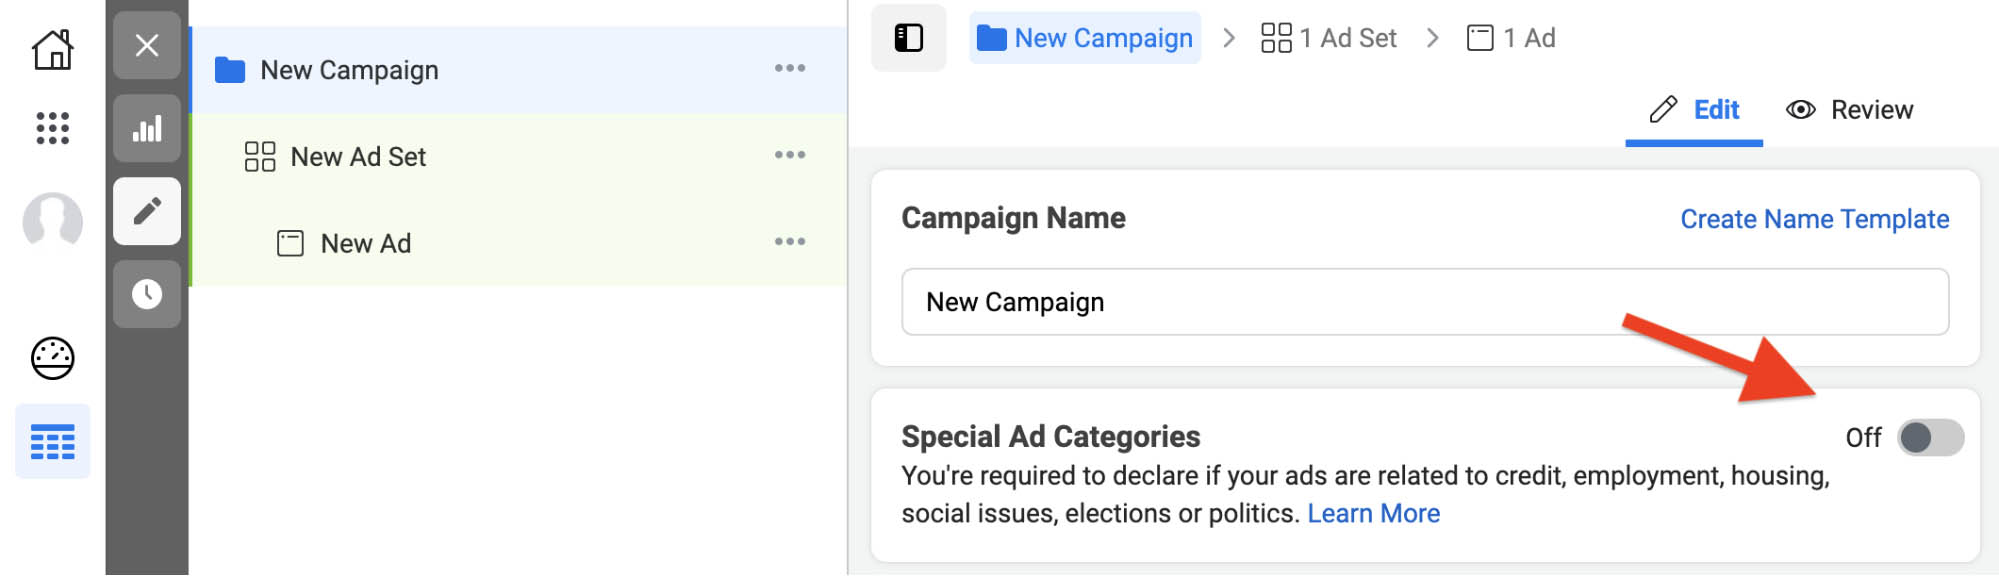 New Campaign
New Ad Set
New Ad
New Campaign 1 Ad Set 1 Ad
Edit Review
Campaign Name Create Name Template
New Campaign
Special Ad Categories Off
You're required to declare if your ads are related to credit, employment, housing,
social issues, elections or politics. Learn More